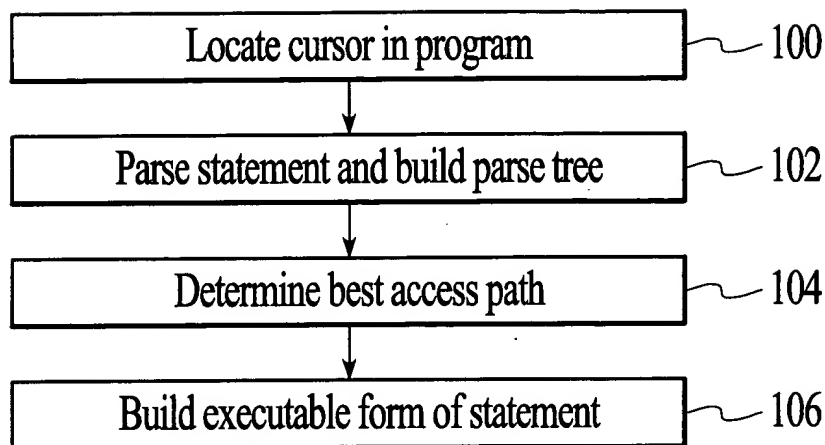 Locate cursor in program 100
Parse statement and build parse tree 102
Determine best access path 104
Build executable form of statement 106